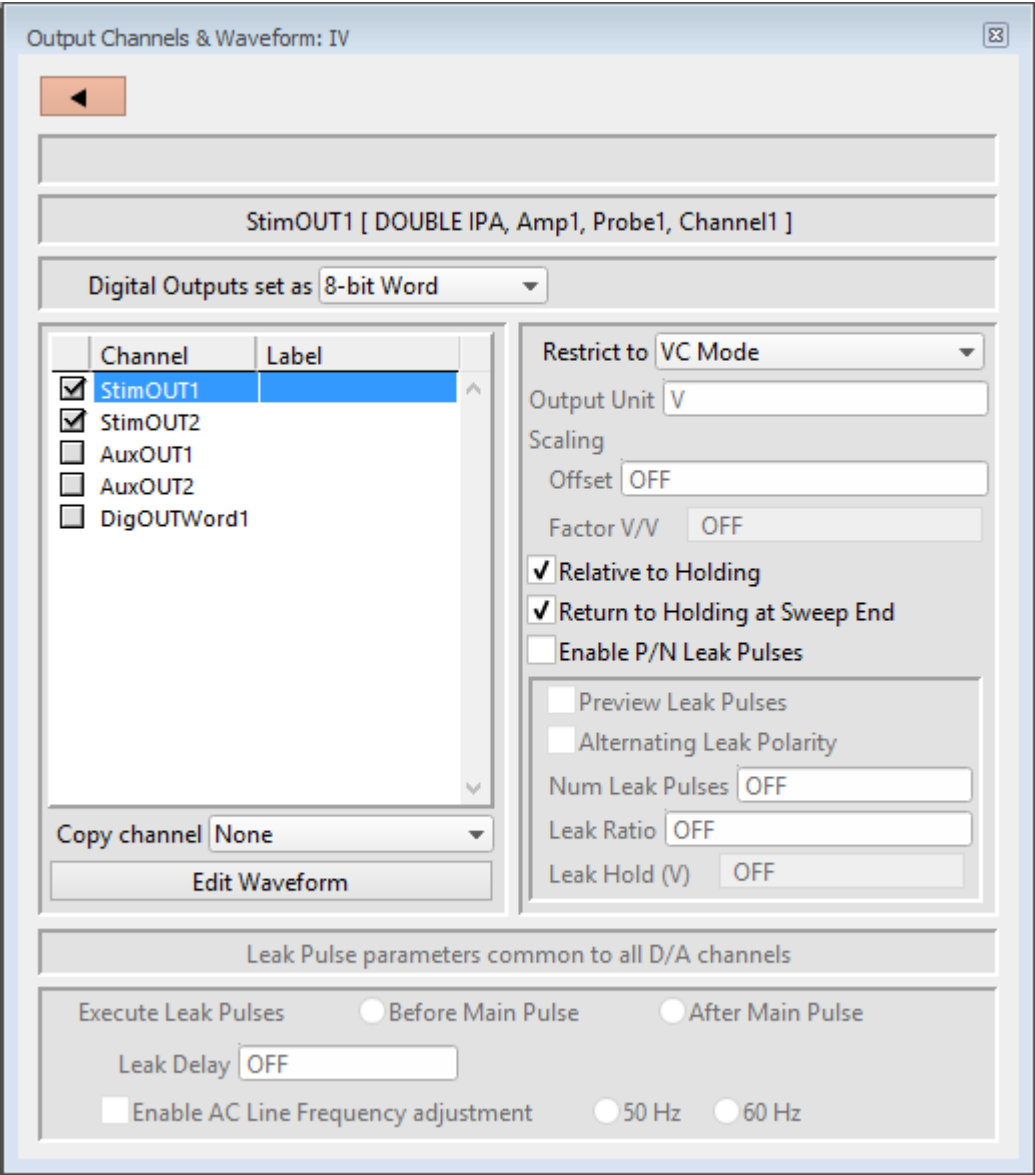 Output Channels & Waveform: IV
StimOUT1 [ DOUBLE IPA, Amp1, Probe1, Channel1 ]
Digital Outputs set as 8-bit Word
Channel Label
StimOUT1
StimOUT2
AuxOUT1
AuxOUT2
DigOUTWord1
Copy channel None
Edit Waveform
Restrict to VC Mode
Output Unit V
Scaling
Offset OFF
Factor V/V OFF
Relative to Holding
Return to Holding at Sweep End
Enable P/N Leak Pulses
Preview Leak Pulses
Alternating Leak Polarity
Num Leak Pulses OFF
Leak Ratio OFF
Leak Hold (V) OFF
Leak Pulse parameters common to all D/A channels
Execute Leak Pulses Before Main Pulse After Main Pulse
Leak Delay OFF
Enable AC Line Frequency adjustment 50 Hz 60 Hz